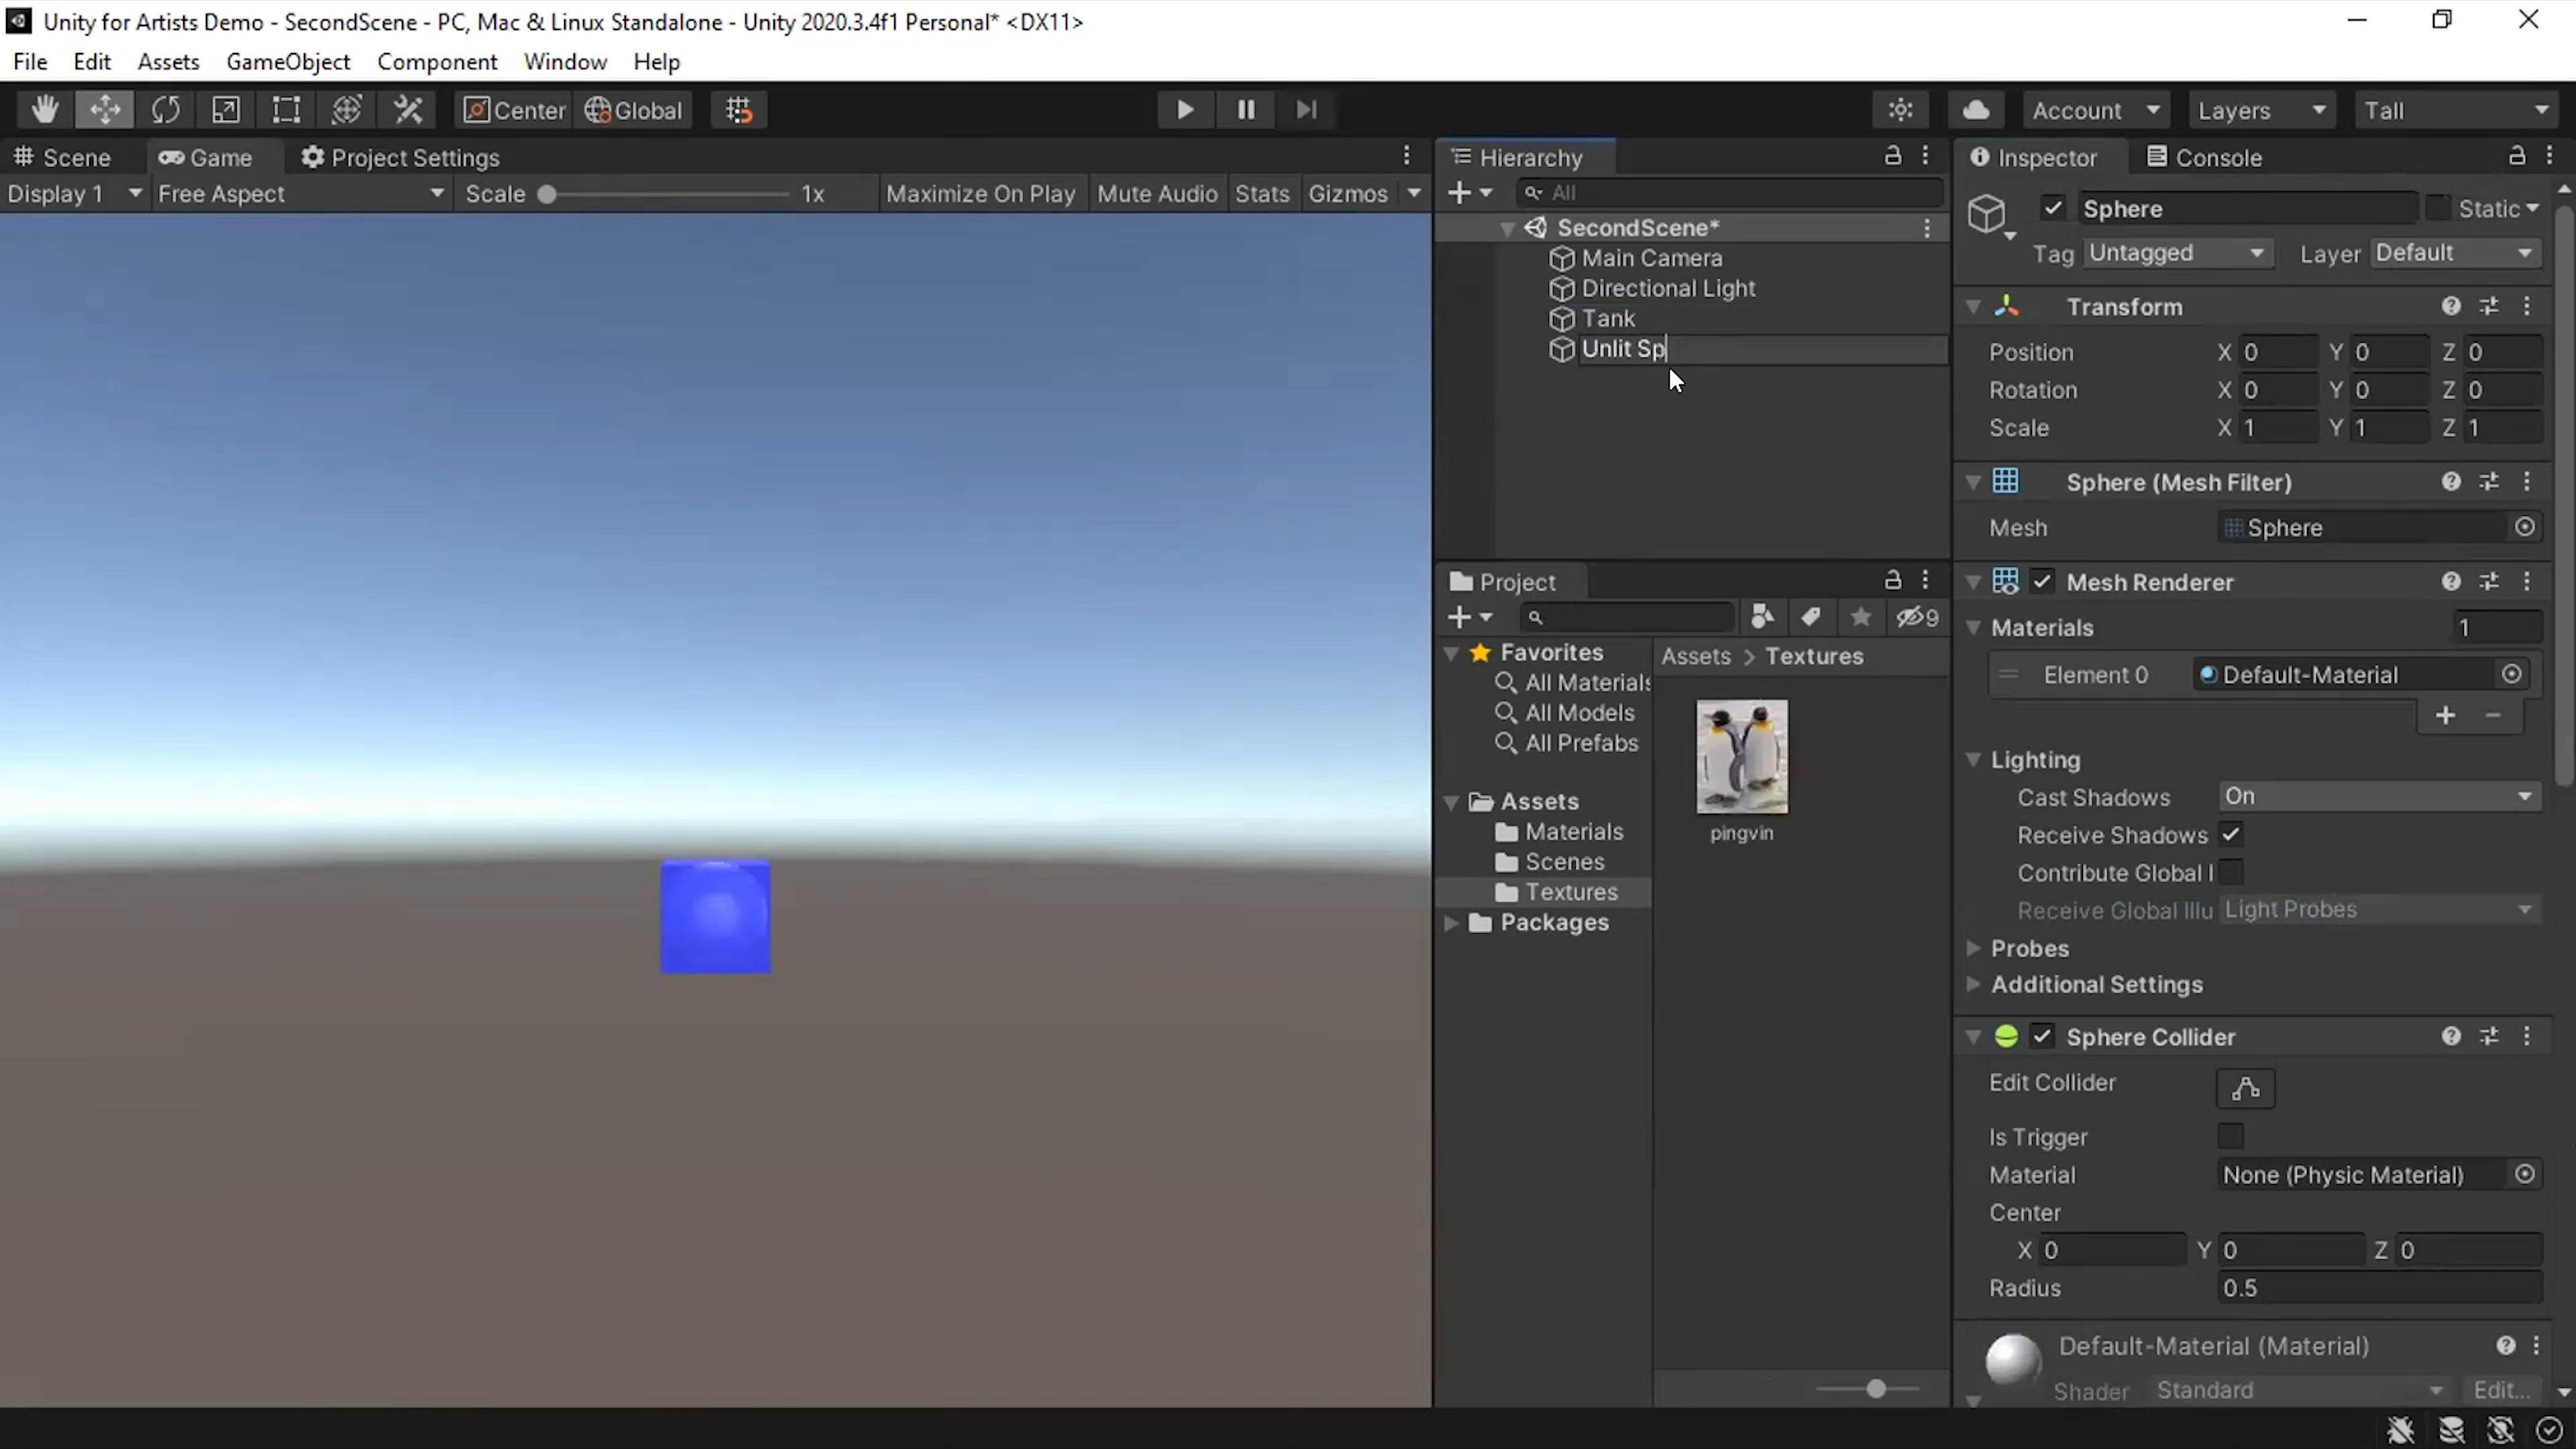 Unity for Artists Demo - SecondScene - PC, Mac & Linux Standalone - Unity 2020.3.4f1 Personal* <DX11>
File Edit Assets GameObject Component Window Help
Center Global Account Layers Tall
Scene Game Project Settings
Display 1 Free Aspect Scale 1x Maximize On Play Mute Audio Stats Gizmos
Hierarchy
All
SecondScene*
Main Camera
Directional Light
Tank
Unlit Sp
Project
9
Favorites
All Materials
All Models
All Prefabs
Assets
Materials
Scenes
Textures
Packages
Assets > Textures
pingvin
Inspector Console
Sphere Static
Tag Untagged Layer Default
Transform
Position X 0 Y 0 Z 0
Rotation X 0 Y 0 Z 0
Scale X 1 Y 1 Z 1
Sphere (Mesh Filter)
Mesh Sphere
Mesh Renderer
Materials 1
Element 0 Default-Material
Lighting
Cast Shadows On
Receive Shadows
Contribute Global I
Receive Global Illu Light Probes
Probes
Additional Settings
Sphere Collider
Edit Collider
Is Trigger
Material None (Physic Material)
Center
X 0 Y 0 Z 0
Radius 0.5
Default-Material (Material)
Shader Standard Edit...